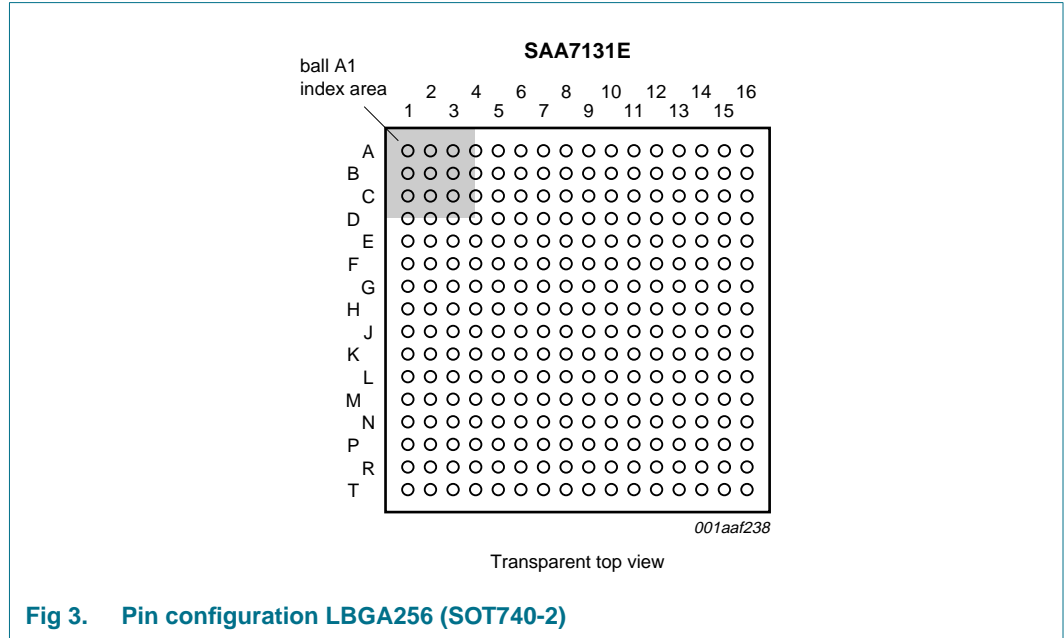 SAA7131E
ball A1
index area
2 4 6 8 10 12 14 16
1 3 5 7 9 11 13 15
A
B
C
D
E
F
G
H
J
K
L
M
N
P
R
T
001aaf238
Transparent top view
Fig 3. Pin configuration LBGA256 (SOT740-2)